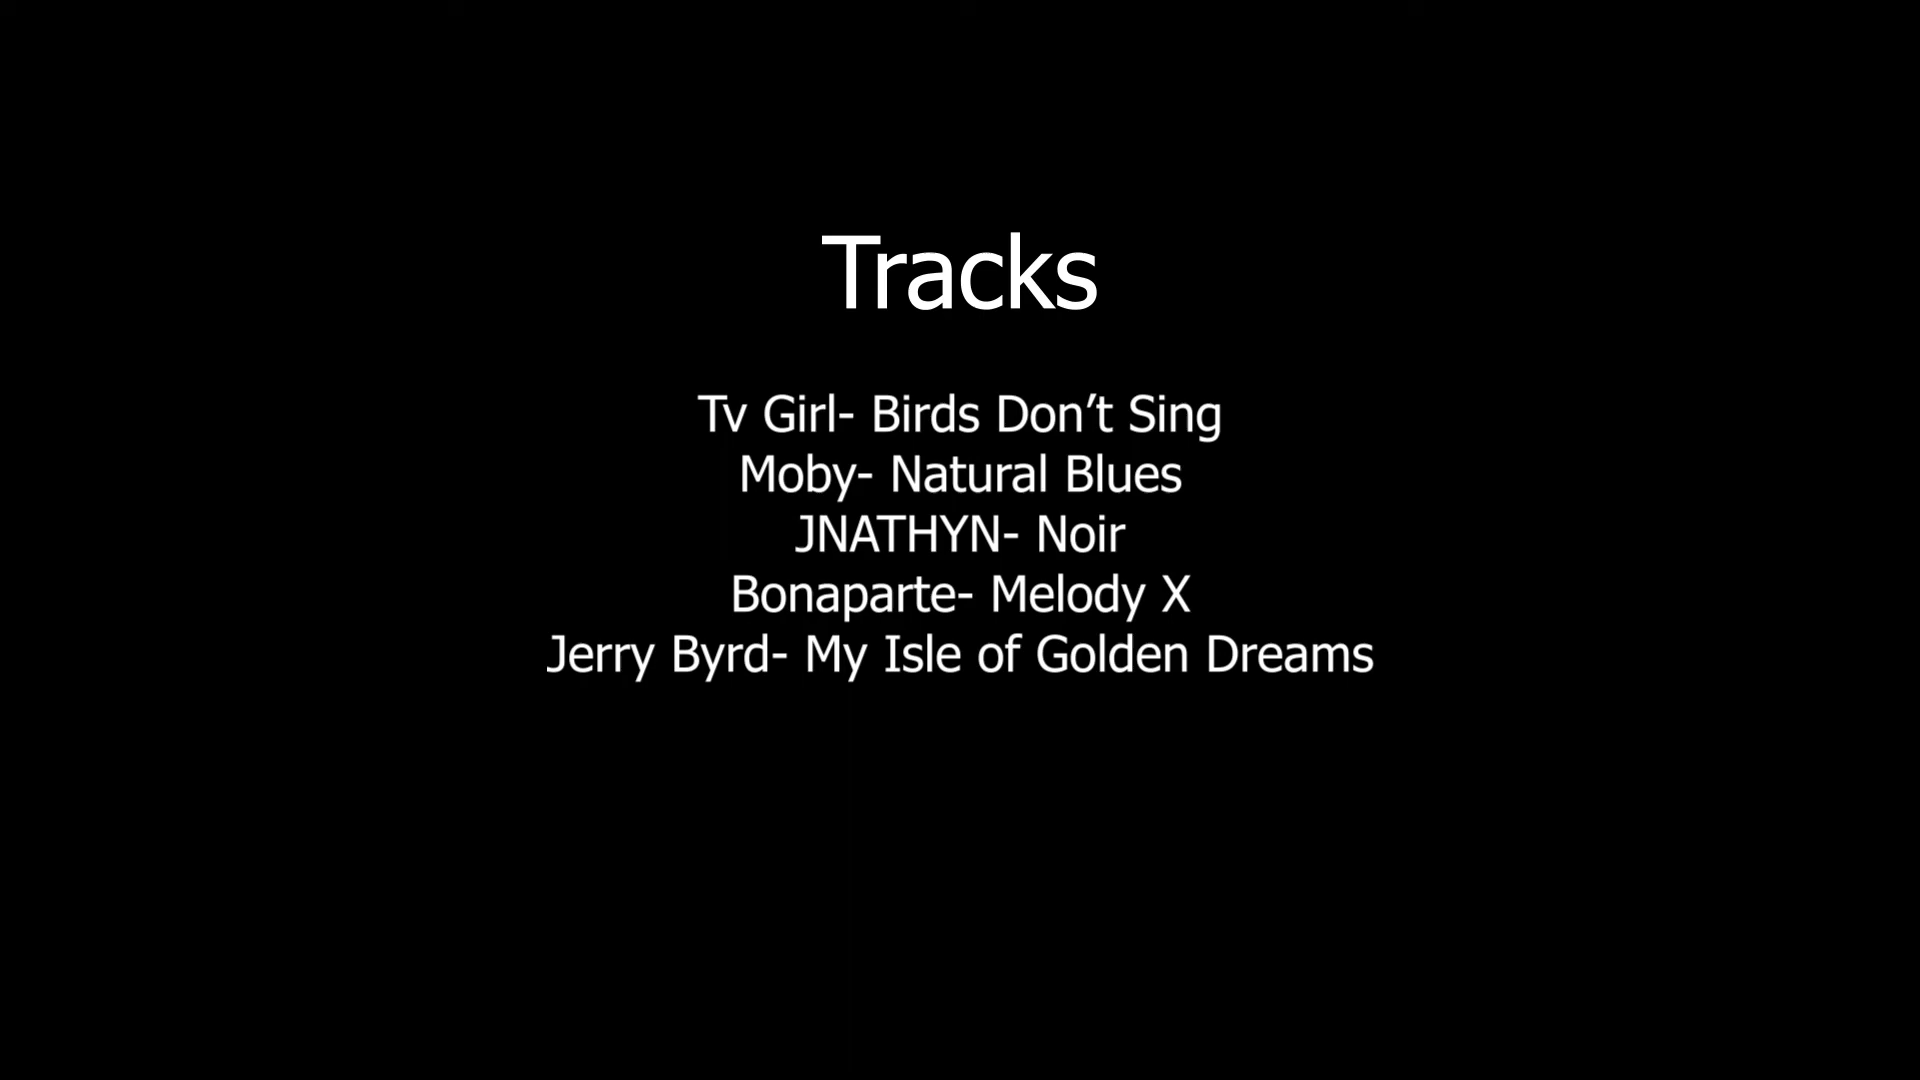 Tracks
Tv Girl- Birds Don’t Sing
Moby- Natural Blues
JNATHYN- Noir
Bonaparte- Melody X
Jerry Byrd- My Isle of Golden Dreams